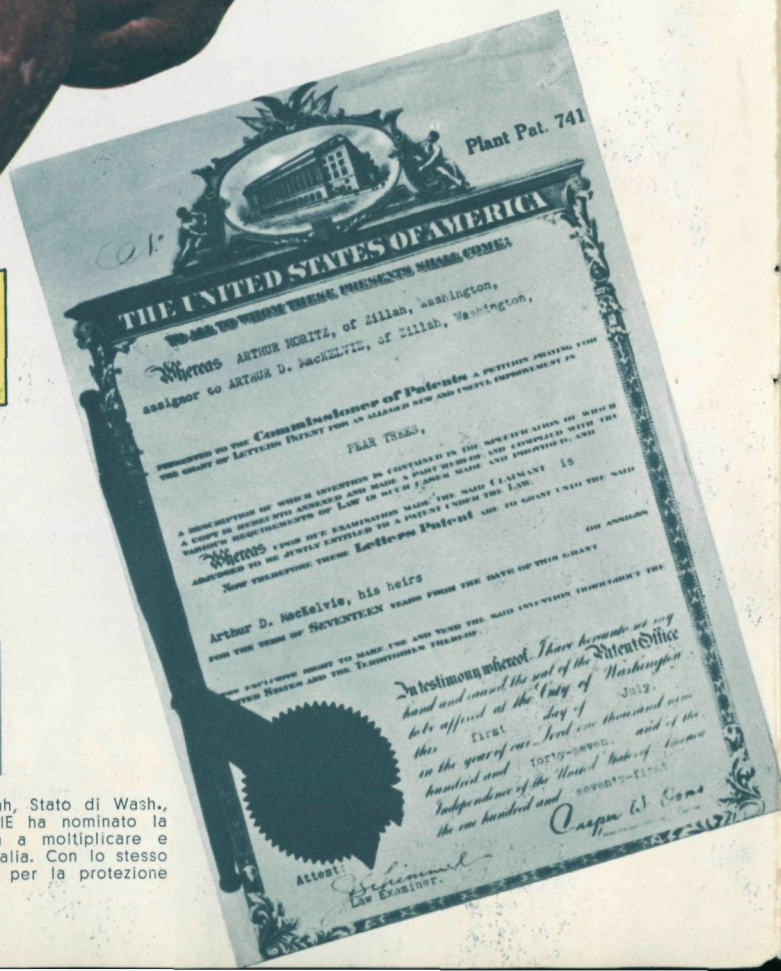 Plant Pat. 741
THE UNITED STATES OF AMERICA
TO ALL TO WHOM THESE PRESENTS SHALL COME:
Whereas ARTHUR MORITZ, of Zillah, Washington,
assignor to ARTHUR D. MacKELVIE, of Zillah, Washington,
PRESENTED TO THE Commissioner of Patents A PETITION PRAYING FOR
THE GRANT OF LETTERS PATENT FOR AN ALLEGED NEW AND USEFUL IMPROVEMENT IN
PEAR TREES,
A DESCRIPTION OF WHICH INVENTION IS CONTAINED IN THE SPECIFICATION OF WHICH
A COPY IS HEREUNTO ANNEXED AND MADE A PART HEREOF AND COMPLIED WITH THE
VARIOUS REQUIREMENTS OF LAW IN SUCH CASES MADE AND PROVIDED, AND
Whereas UPON DUE EXAMINATION MADE THE SAID CLAIMANT is
ADJUDGED TO BE JUSTLY ENTITLED TO A PATENT UNDER THE LAW.
NOW THEREFORE THESE Letters Patent ARE TO GRANT UNTO THE SAID
Arthur D. MacKelvie, his heirs OR ASSIGNS
FOR THE TERM OF SEVENTEEN YEARS FROM THE DATE OF THIS GRANT
EXCLUSIVE RIGHT TO MAKE, USE AND VEND THE SAID INVENTION THROUGHOUT THE
STATES AND THE TERRITORIES THEREOF.
In testimony whereof I have hereunto set my
hand and caused the seal of the Patent Office
to be affixed at the City of Washington
this first day of July,
in the year of our Lord one thousand nine
hundred and forty-seven, and of the
Independence of the United States of America
the one hundred and seventy-first.
Attest:
Law Examiner.
h, Stato di Wash.,
IE ha nominato la
a moltiplicare e
alia. Con lo stesso
per la protezione